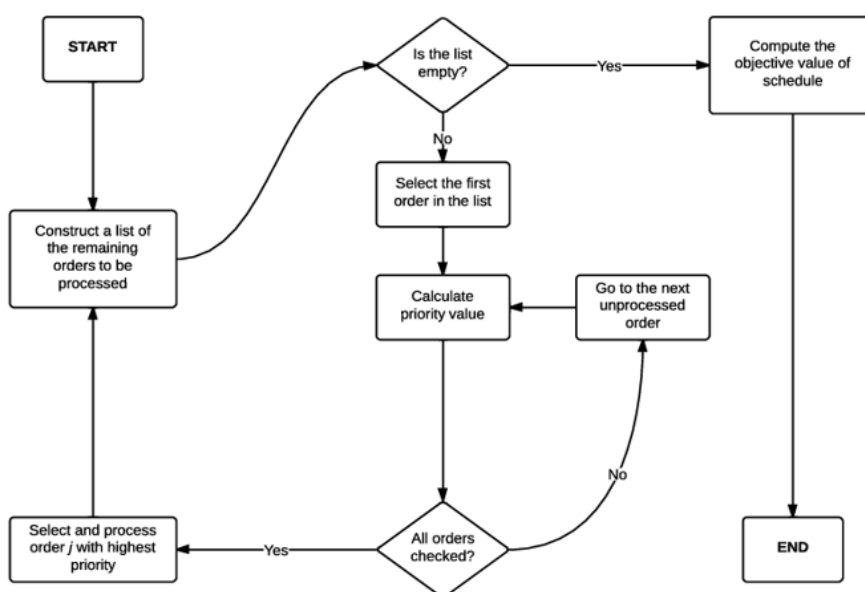 START
Is the list
empty?
Yes
Compute the
objective value of
schedule
No
Select the first
order in the list
Construct a list of
the remaining
orders to be
processed
Calculate
priority value
Go to the next
unprocessed
order
No
Select and process
order j with highest
priority
Yes
All orders
checked?
END